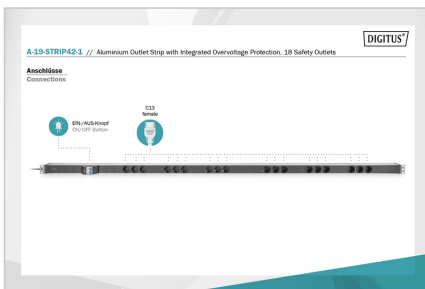 DIGITUS®
A-19-STRIP42-1 // Aluminium Outlet Strip with Integrated Overvoltage Protection, 18 Safety Outlets
Anschlüsse
Connections
C13
female
EIN-/AUS-Knopf
ON/OFF Button